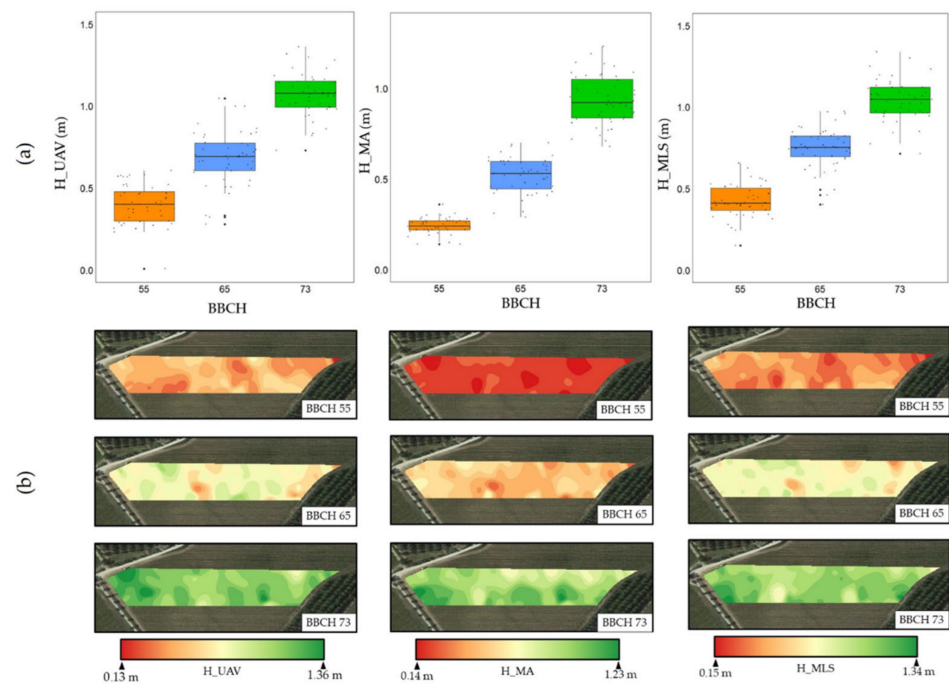 (a)
H_UAV (m)
1.5
1.0
0.5
0.0
55
65
73
BBCH
H_MA (m)
1.0
0.5
0.0
55
65
73
BBCH
H_MLS (m)
1.5
1.0
0.5
0.0
55
65
73
BBCH
(b)
BBCH 55
BBCH 55
BBCH 55
BBCH 65
BBCH 65
BBCH 65
BBCH 73
BBCH 73
BBCH 73
0.13 m H_UAV 1.36 m
0.14 m H_MA 1.23 m
0.15 m H_MLS 1.34 m